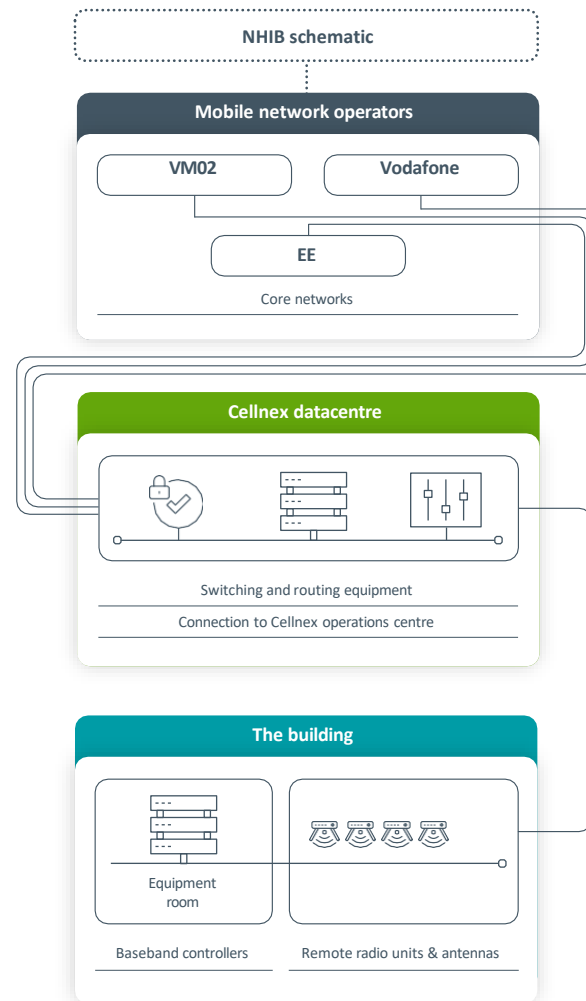 NHIB schematic
Mobile network operators
VM02
Vodafone
EE
Core networks
Cellnex datacentre
Switching and routing equipment
Connection to Cellnex operations centre
The building
Equipment
room
Baseband controllers
Remote radio units & antennas